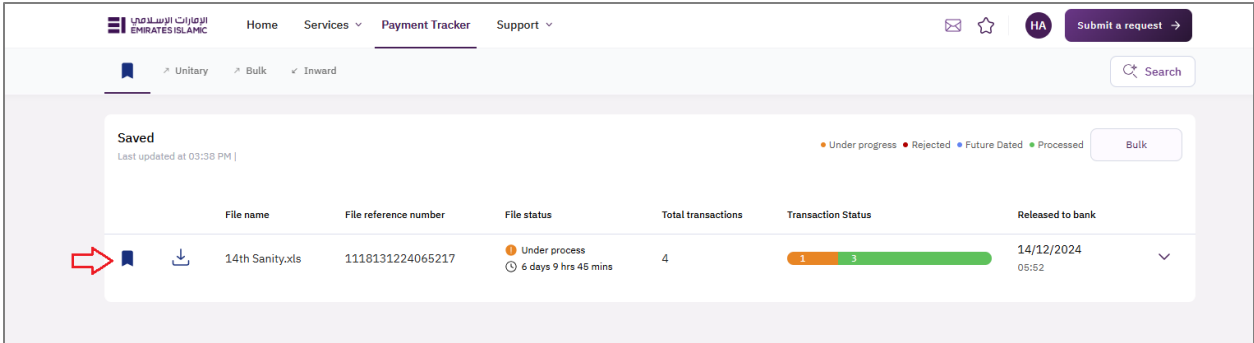 الإمارات الإسلامي
EMIRATES ISLAMIC
Home Services Payment Tracker Support HA Submit a request →
Unitary Bulk Inward Search
Saved
Last updated at 03:38 PM |
Under progress Rejected Future Dated Processed Bulk
File name File reference number File status Total transactions Transaction Status Released to bank
14th Sanity.xls 1118131224065217 Under process 4 1 3 14/12/2024
6 days 9 hrs 45 mins 05:52